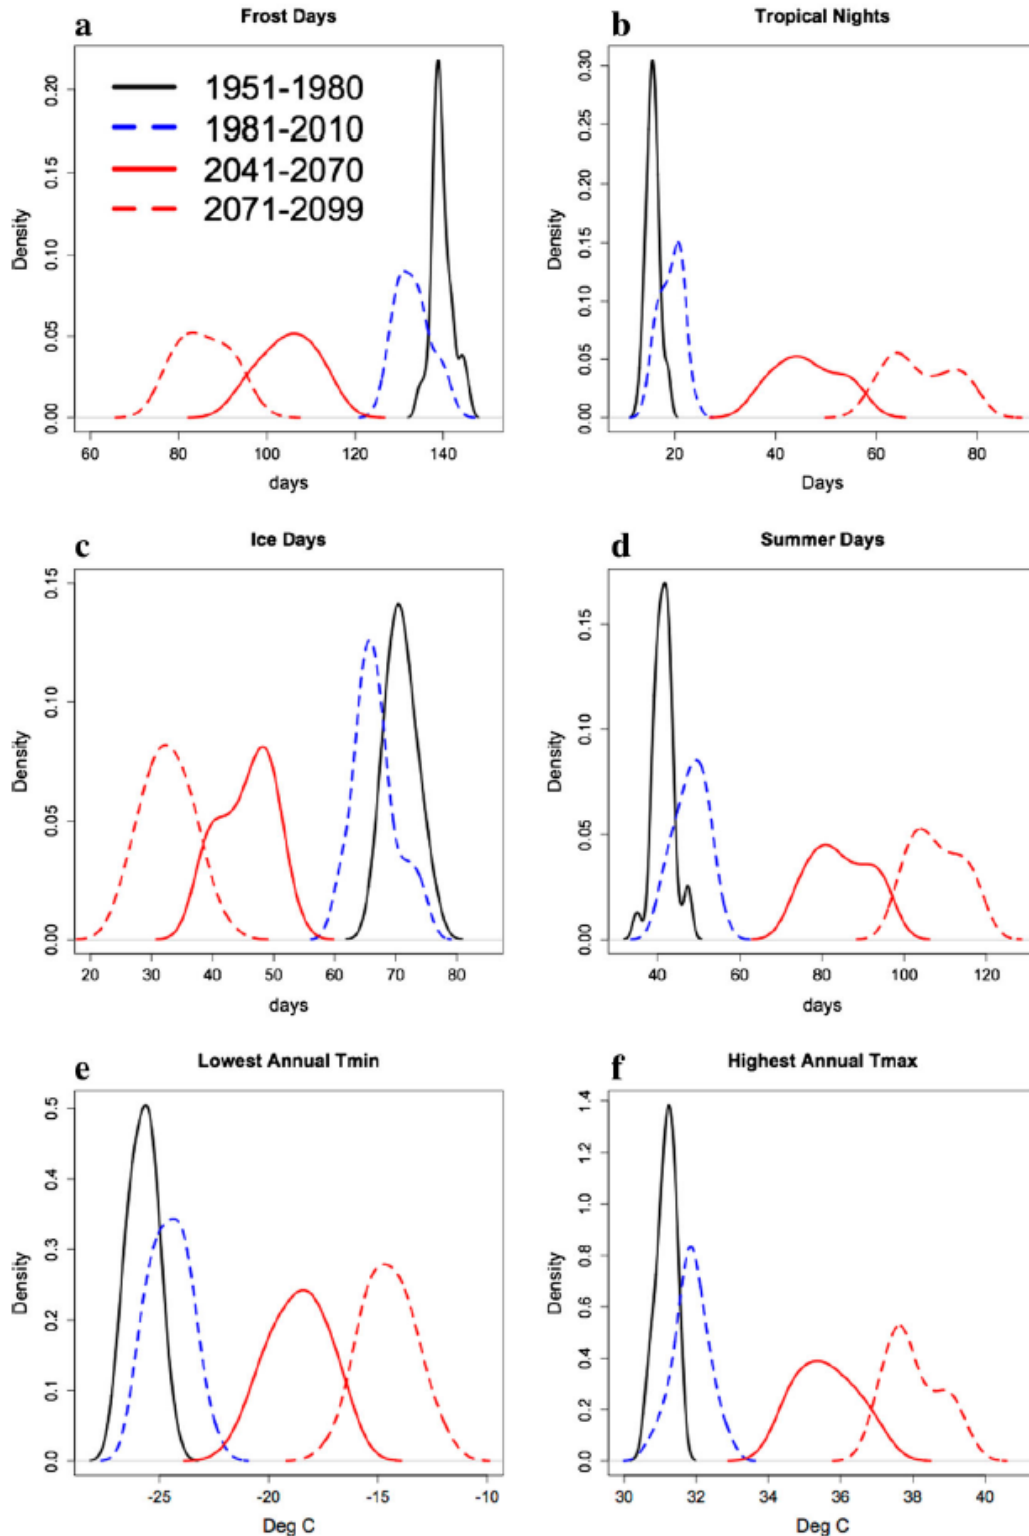 a
Frost Days
1951-1980
1981-2010
2041-2070
2071-2099
Density
0.00
0.05
0.10
0.15
0.20
60
80
100
120
140
days
b
Tropical Nights
Density
0.00
0.05
0.10
0.15
0.30
0.25
0.30
20
40
60
80
Days
c
Ice Days
Density
0.00
0.05
0.10
0.15
20
30
40
50
60
70
80
days
d
Summer Days
Density
0.00
0.05
0.10
0.15
40
60
80
100
120
days
e
Lowest Annual Tmin
Density
0.0
0.1
0.2
0.3
0.4
0.5
-25
-20
-15
-10
Deg C
f
Highest Annual Tmax
Density
0.0
0.2
0.4
0.6
0.8
1.0
1.2
1.4
30
32
34
36
38
40
Deg C